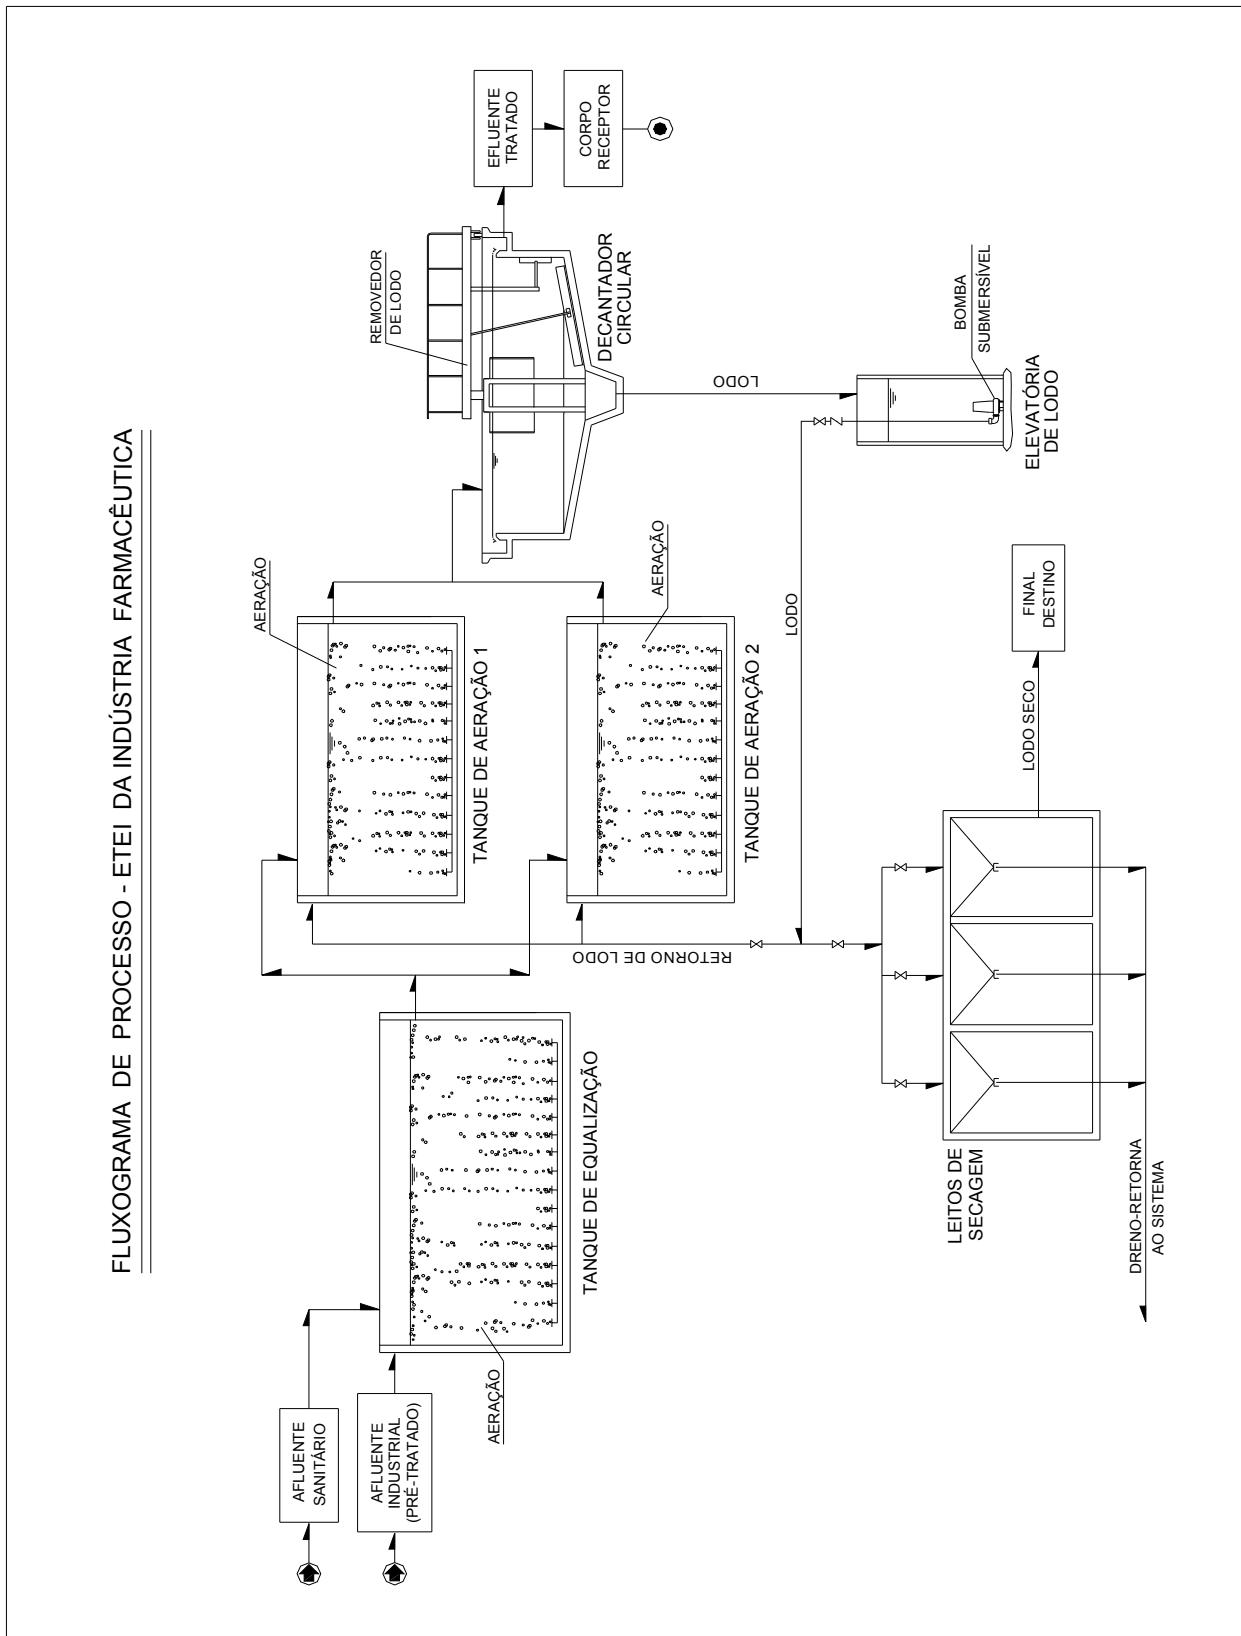 FLUXOGRAMA DE PROCESSO - ETEI DA INDÚSTRIA FARMACÊUTICA
AFLUENTE
SANITÁRIO
AFLUENTE
INDUSTRIAL
(PRÉ-TRATADO)
AERAÇÃO
TANQUE DE EQUALIZAÇÃO
RETORNO DE LODO
AERAÇÃO
TANQUE DE AERAÇÃO 1
AERAÇÃO
TANQUE DE AERAÇÃO 2
REMOVEDOR
DE LODO
DECANTADOR
CIRCULAR
EFLUENTE
TRATADO
CORPO
RECEPTOR
LODO
LODO
BOMBA
SUBMERSÍVEL
ELEVATÓRIA
DE LODO
LEITOS DE
SECAGEM
LODO SECO
FINAL
DESTINO
DRENO-RETORNA
AO SISTEMA